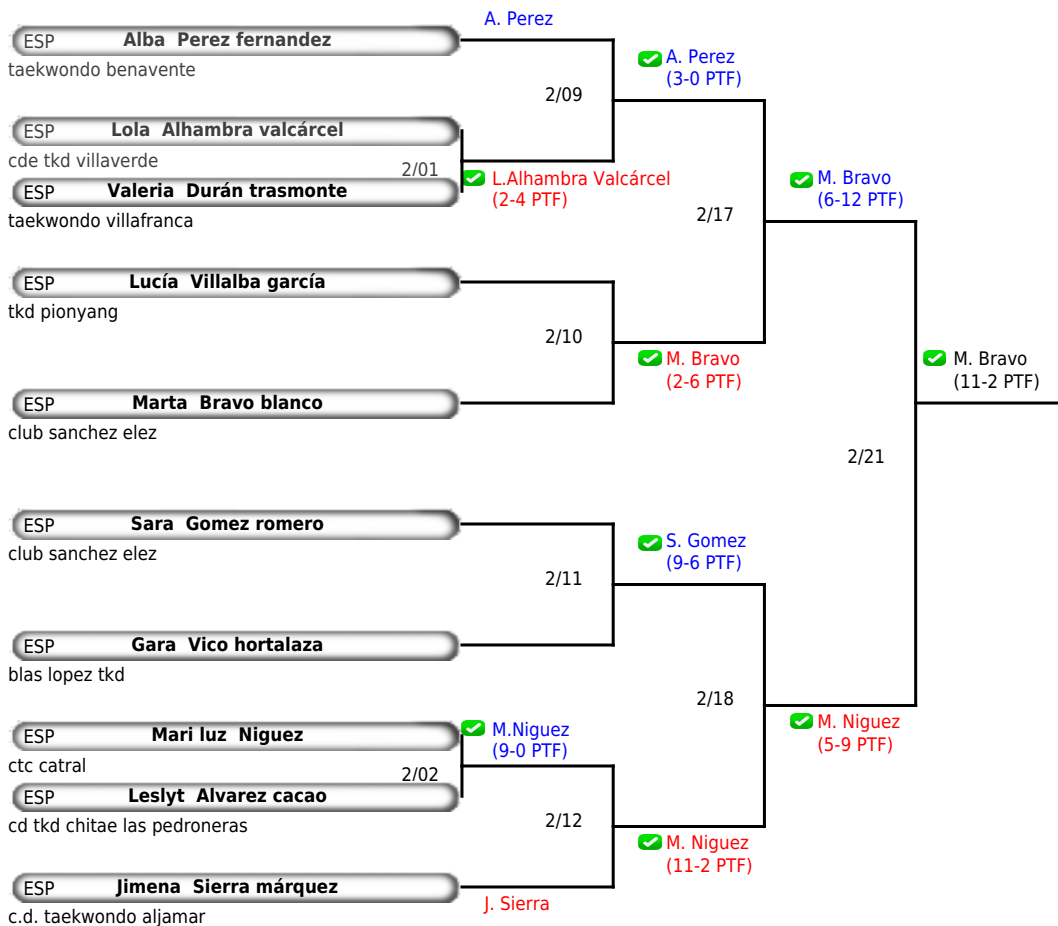 A. Perez
ESP Alba Perez fernandez
taekwondo benavente
A. Perez
(3-0 PTF)
2/09
ESP Lola Alhambra valcárcel
cde tkd villaverde
2/01
L.Alhambra Valcárcel
(2-4 PTF)
ESP Valeria Durán trasmonte
taekwondo villafranca
M. Bravo
(6-12 PTF)
2/17
ESP Lucía Villalba garcía
tkd pionyang
2/10
M. Bravo
(2-6 PTF)
M. Bravo
(11-2 PTF)
ESP Marta Bravo blanco
club sanchez elez
2/21
ESP Sara Gomez romero
club sanchez elez
S. Gomez
(9-6 PTF)
2/11
ESP Gara Vico hortalaza
blas lopez tkd
2/18
M. Niguez
(5-9 PTF)
ESP Mari luz Niguez
ctc catral
M.Niguez
(9-0 PTF)
2/02
ESP Leslyt Alvarez cacao
cd tkd chitae las pedroneras
2/12
M. Niguez
(11-2 PTF)
ESP Jimena Sierra márquez
c.d. taekwondo aljamar
J. Sierra